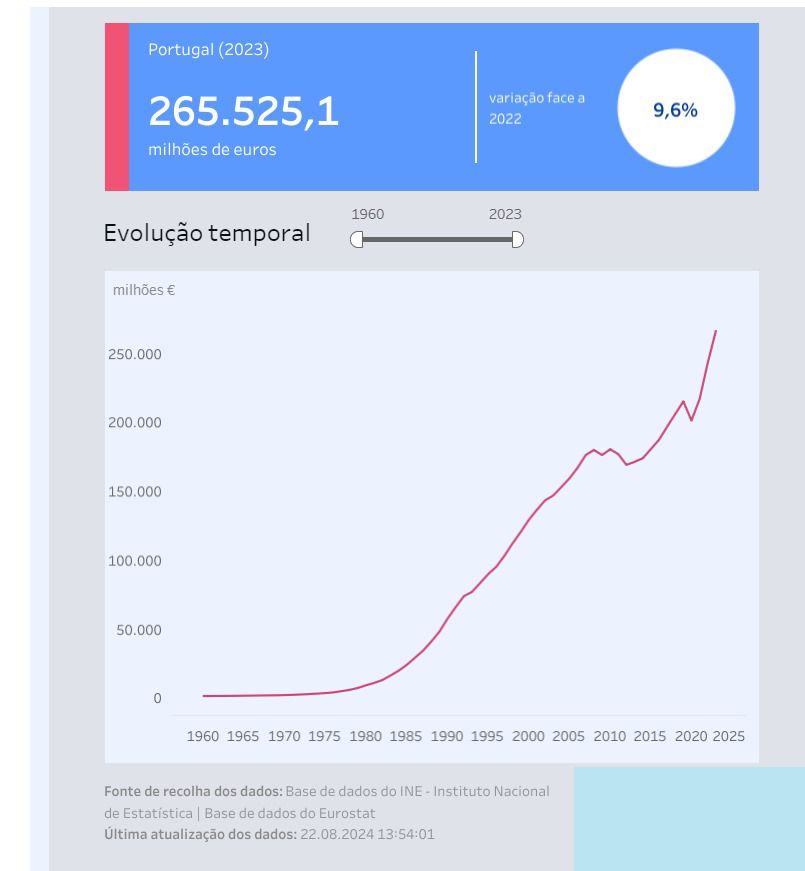 Portugal (2023)
265.525,1
milhões de euros
variação face a
2022
9,6%
Evolução temporal
1960 2023
milhões €
250.000
200.000
150.000
100.000
50.000
0
1960 1965 1970 1975 1980 1985 1990 1995 2000 2005 2010 2015 2020 2025
Fonte de recolha dos dados: Base de dados do INE - Instituto Nacional
de Estatística | Base de dados do Eurostat
Última atualização dos dados: 22.08.2024 13:54:01